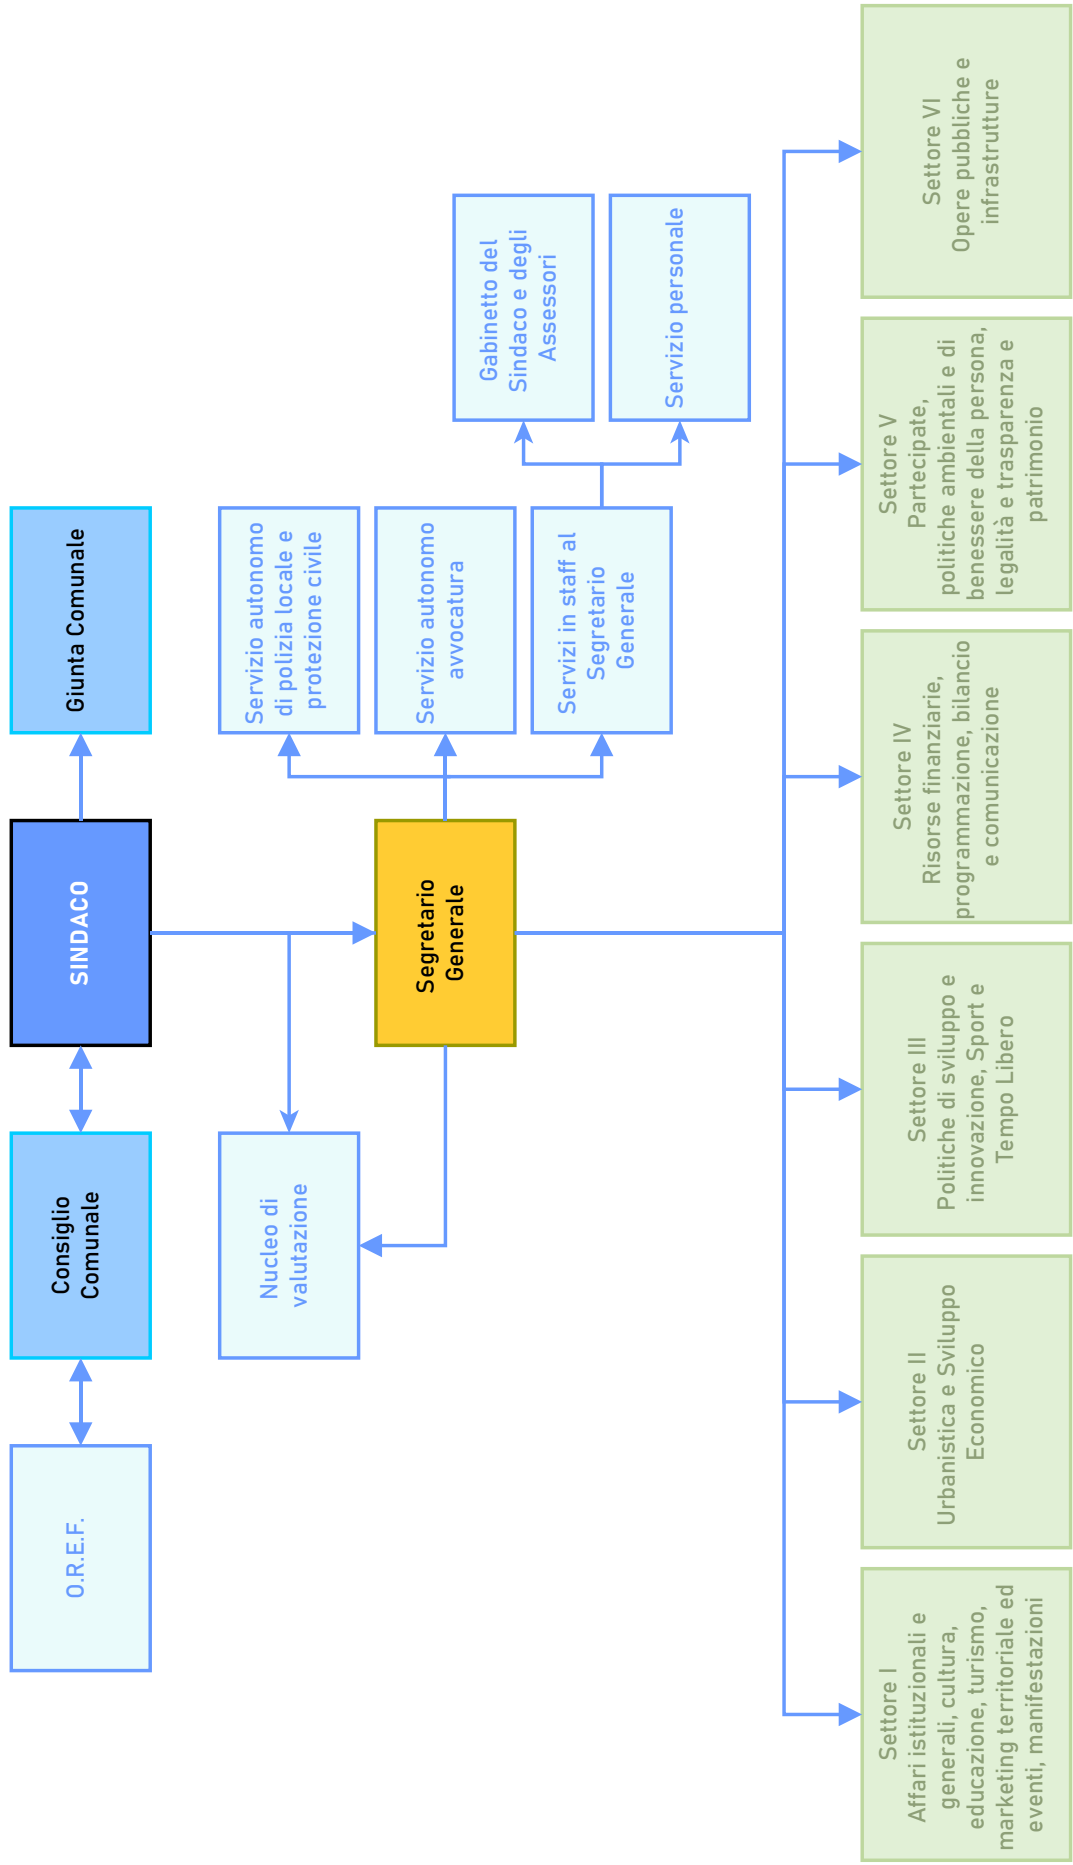 O.R.E.F.
Consiglio
Comunale
SINDACO
Giunta Comunale
Nucleo di
valutazione
Servizio autonomo
di polizia locale e
protezione civile
Segretario
Generale
Servizio autonomo
avvocatura
Servizi in staff al
Segretario
Generale
Gabinetto del
Sindaco e degli
Assessori
Servizio personale
Settore I
Affari istituzionali e
generali, cultura,
educazione, turismo,
marketing territoriale ed
eventi, manifestazioni
Settore II
Urbanistica e Sviluppo
Economico
Settore III
Politiche di sviluppo e
innovazione, Sport e
Tempo Libero
Settore IV
Risorse finanziarie,
programmazione, bilancio
e comunicazione
Settore V
Partecipate,
politiche ambientali e di
benessere della persona,
legalità e trasparenza e
patrimonio
Settore VI
Opere pubbliche e
infrastrutture